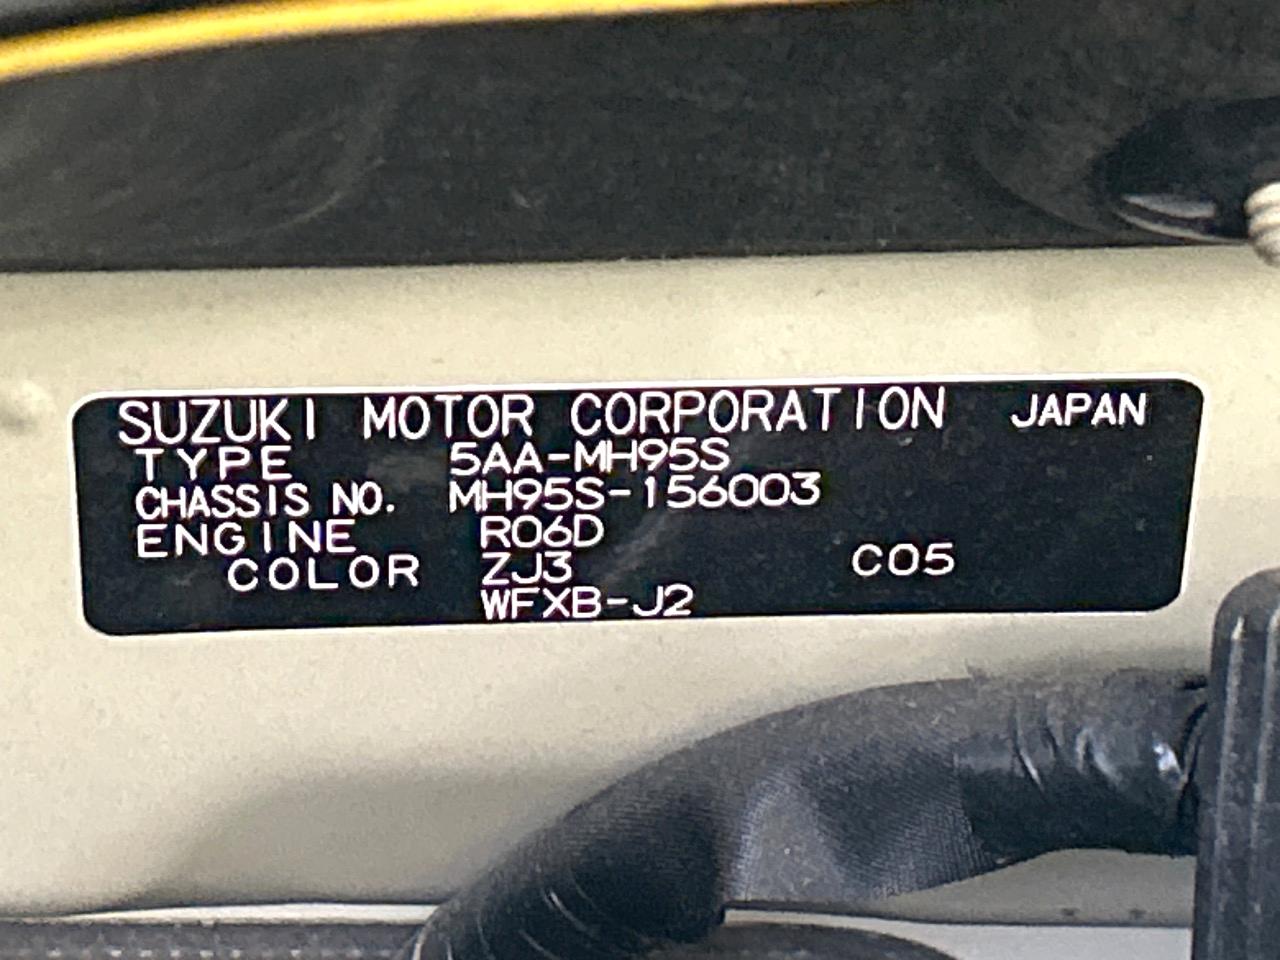 SUZUKI MOTOR CORPORATION JAPAN
TYPE 5AA-MH95S
CHASSIS NO. MH95S-156003
ENGINE R06D
COLOR ZJ3 C05
WFXB-J2